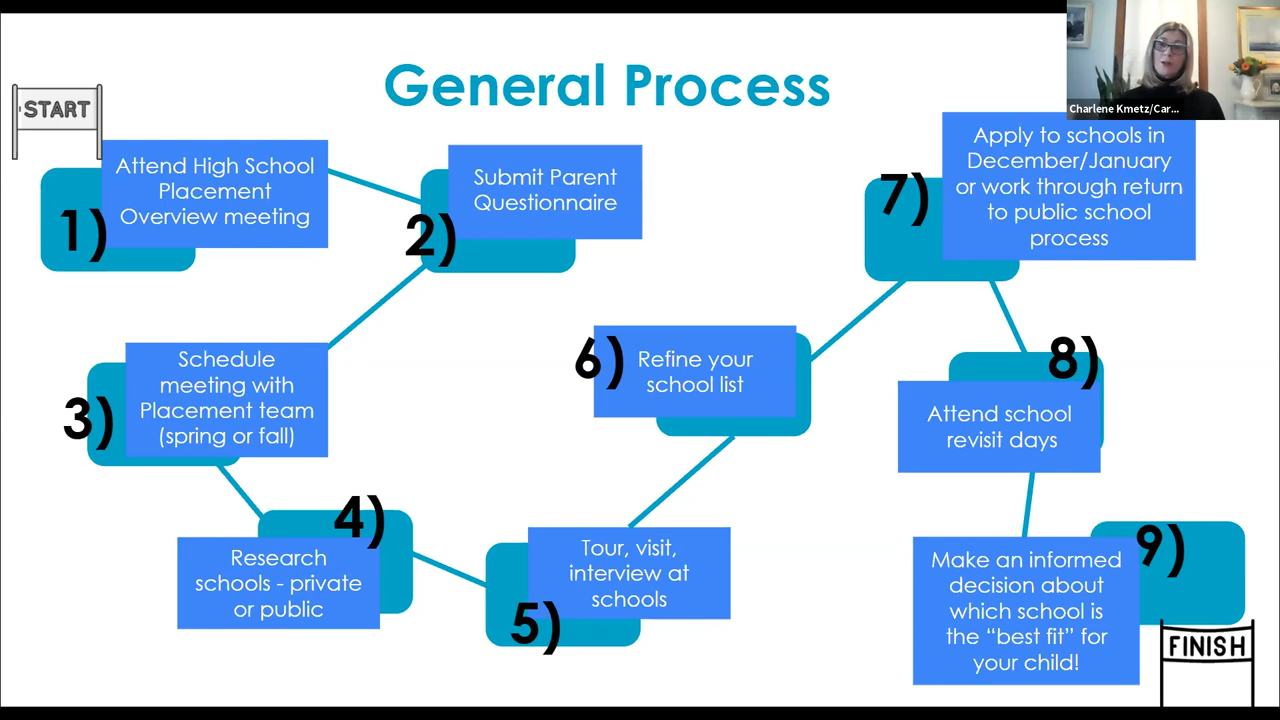 General Process
START
1)
Attend High School
Placement
Overview meeting
2)
Submit Parent
Questionnaire
3)
Schedule
meeting with
Placement team
(spring or fall)
4)
Research
schools - private
or public
5)
Tour, visit,
interview at
schools
6)
Refine your
school list
7)
Apply to schools in
December/January
or work through return
to public school
process
8)
Attend school
revisit days
9)
Make an informed
decision about
which school is
the “best fit” for
your child!
FINISH
Charlene Kmetz/Car...